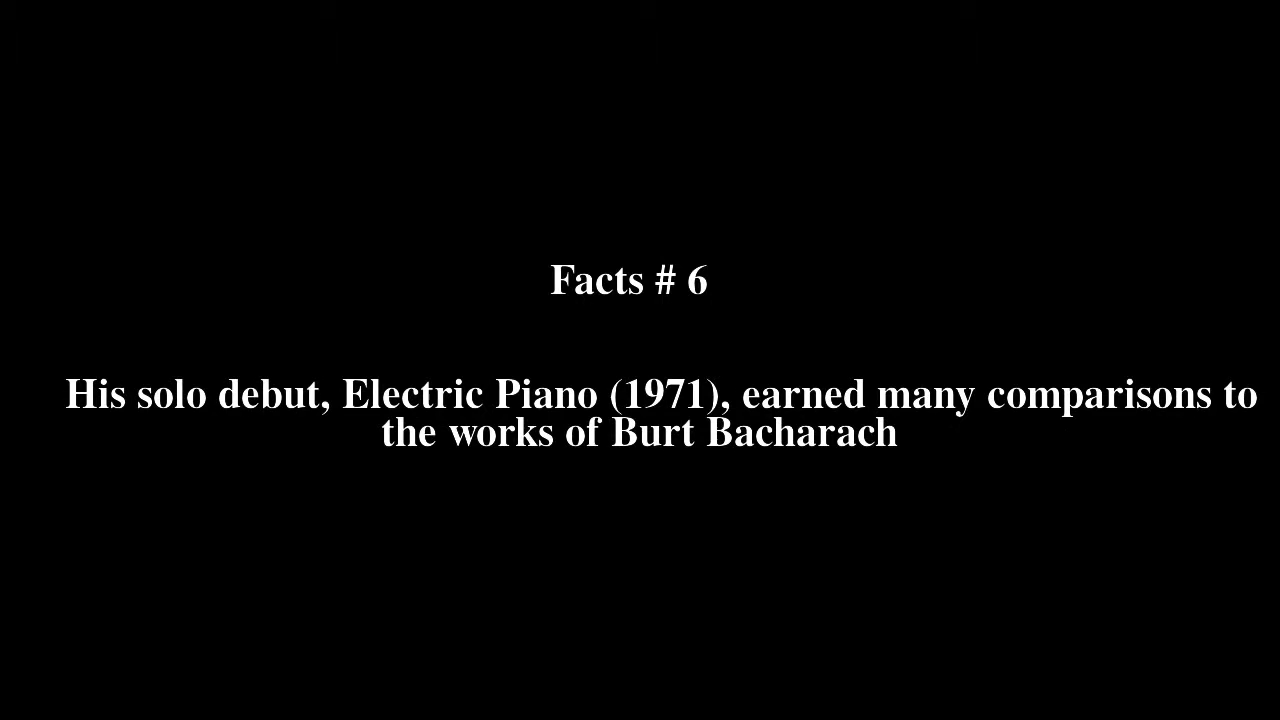 Facts # 6
His solo debut, Electric Piano (1971), earned many comparisons to
the works of Burt Bacharach